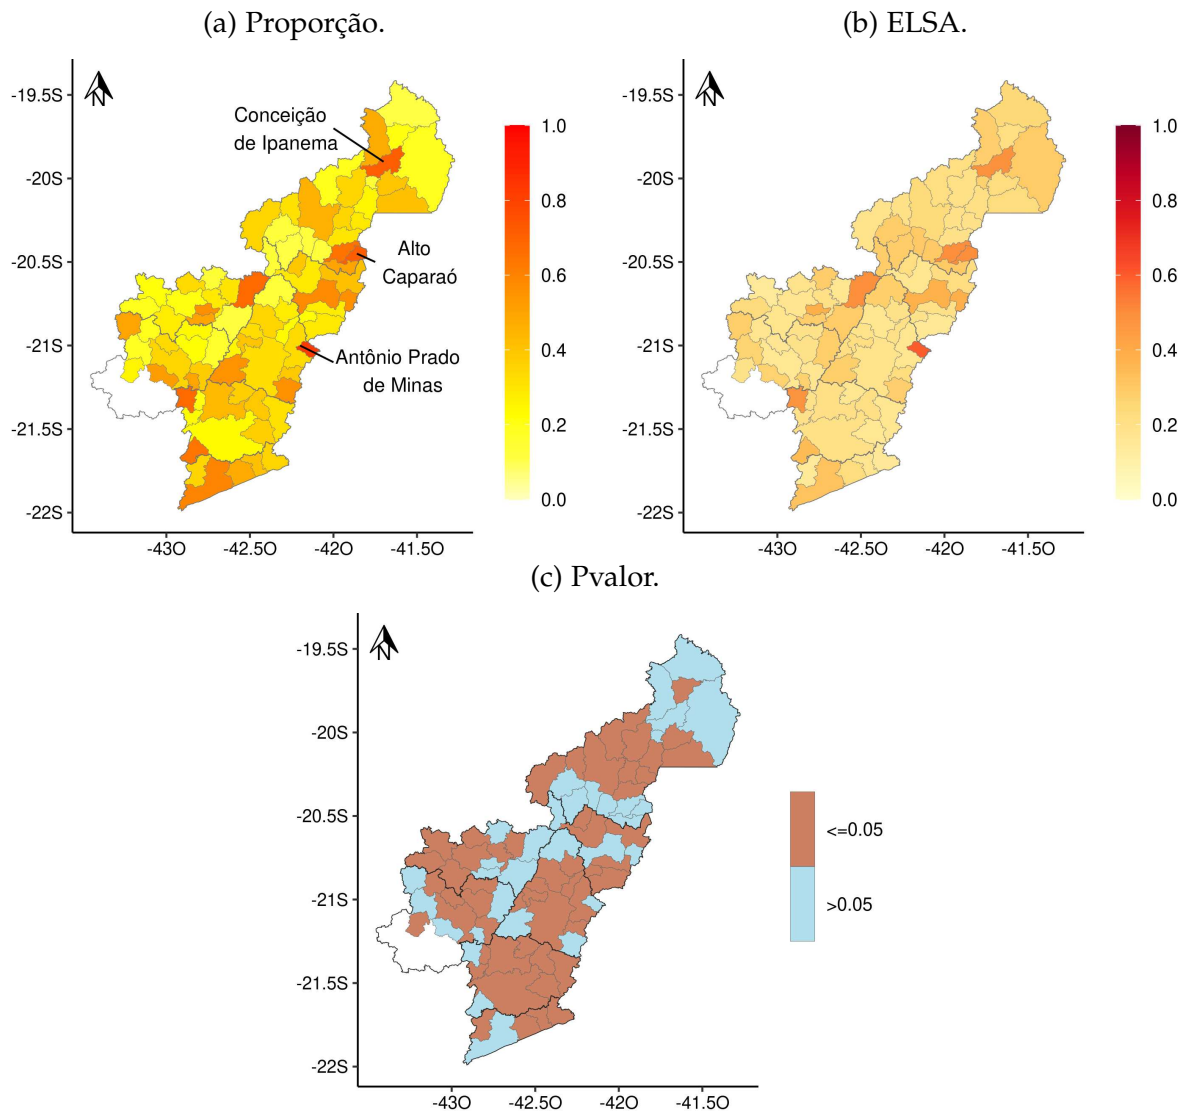 (a) Proporção.
N
-19.5S
-20S
-20.5S
-21S
-21.5S
-22S
Conceição
de Ipanema
Alto
Caparaó
Antônio Prado
de Minas
1.0
0.8
0.6
0.4
0.2
0.0
-43O
-42.5O
-42O
-41.5O
(b) ELSA.
N
-19.5S
-20S
-20.5S
-21S
-21.5S
-22S
1.0
0.8
0.6
0.4
0.2
0.0
-43O
-42.5O
-42O
-41.5O
(c) Pvalor.
N
-19.5S
-20S
-20.5S
-21S
-21.5S
-22S
<=0.05
>0.05
-43O
-42.5O
-42O
-41.5O